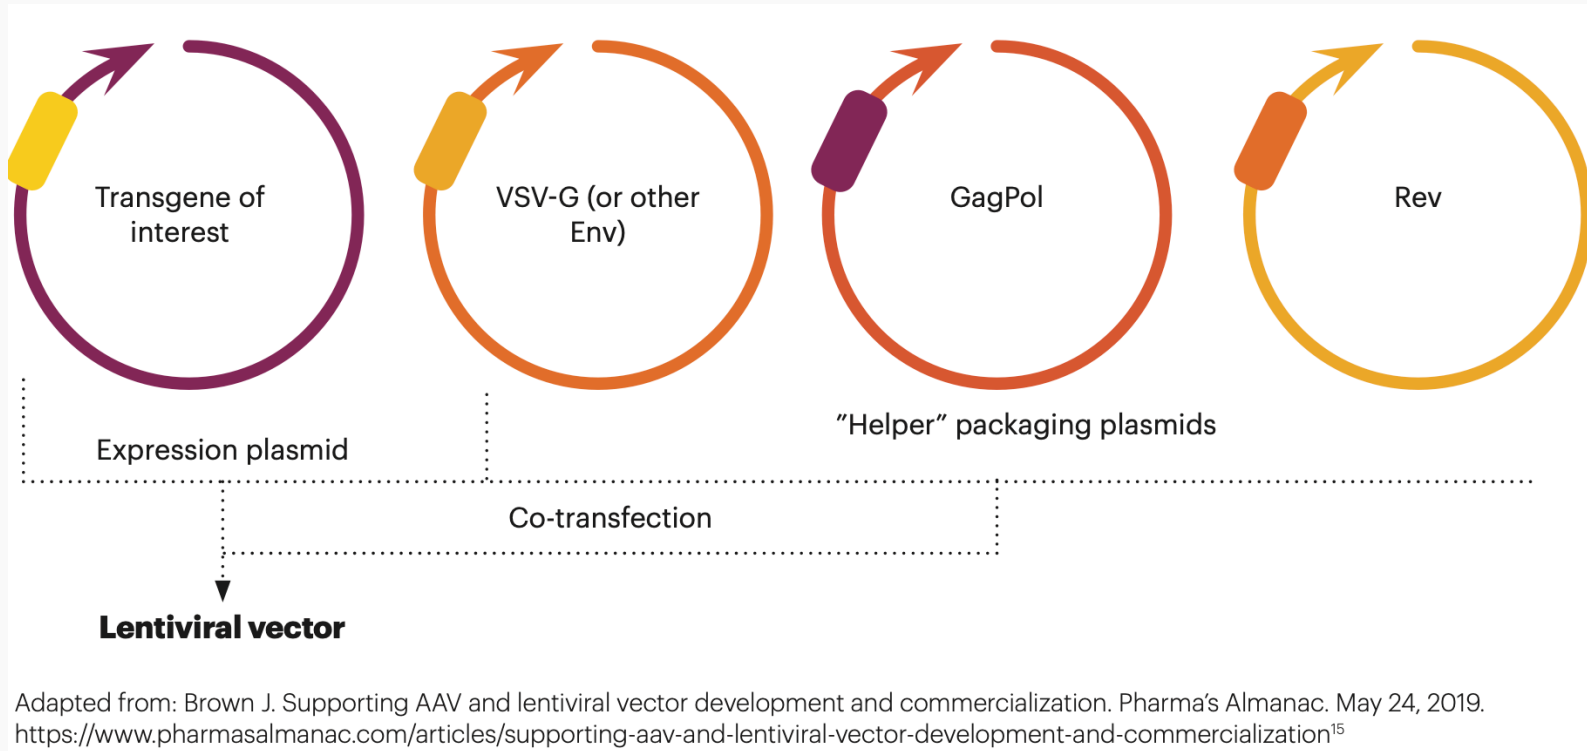 Transgene of
interest
VSV-G (or other
Env)
GagPol
Rev
"Helper" packaging plasmids
Expression plasmid
Co-transfection
Lentiviral vector
Adapted from: Brown J. Supporting AAV and lentiviral vector development and commercialization. Pharma’s Almanac. May 24, 2019.
https://www.pharmasalmanac.com/articles/supporting-aav-and-lentiviral-vector-development-and-commercialization¹⁵